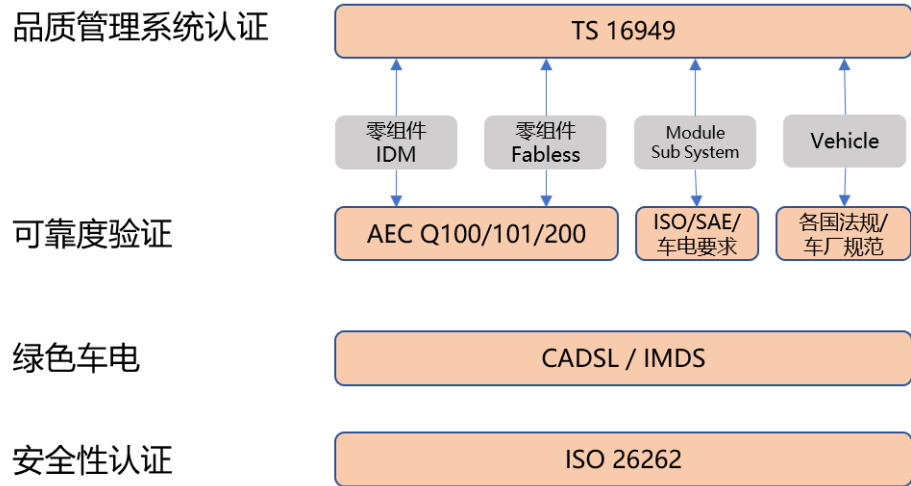 品质管理系统认证
TS 16949
零组件
IDM
零组件
Fabless
Module
Sub System
Vehicle
可靠度验证
AEC Q100/101/200
ISO/SAE/
车电要求
各国法规/
车厂规范
绿色车电
CADSL / IMDS
安全性认证
ISO 26262